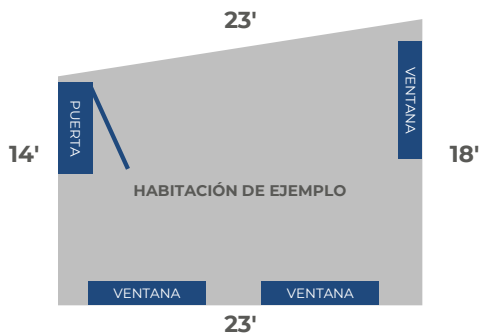 23'
PUERTA
VENTANA
14'
18'
HABITACIÓN DE EJEMPLO
VENTANA
VENTANA
23'